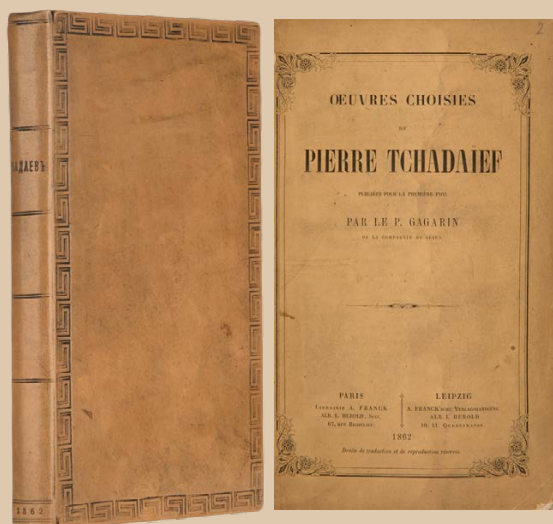 ЧАДАЕВЪ
1862
2
ŒUVRES CHOISIES
DE
PIERRE TCHADAIEF
PUBLIÉES POUR LA PREMIÈRE FOIS
PAR LE P. GAGARIN
DE LA COMPAGNIE DE JÉSUS
PARIS
LIBRAIRIE A. FRANCK
ALB. L. HEROLD, Succ.
67, RUE RICHELIEU.
LEIPZIG
A. FRANCK'SCHE VERLAGSHANDLUNG
ALB. L. HEROLD
10. 11. QUERSTRASSE
1862
Droits de traduction et de reproduction réservés.